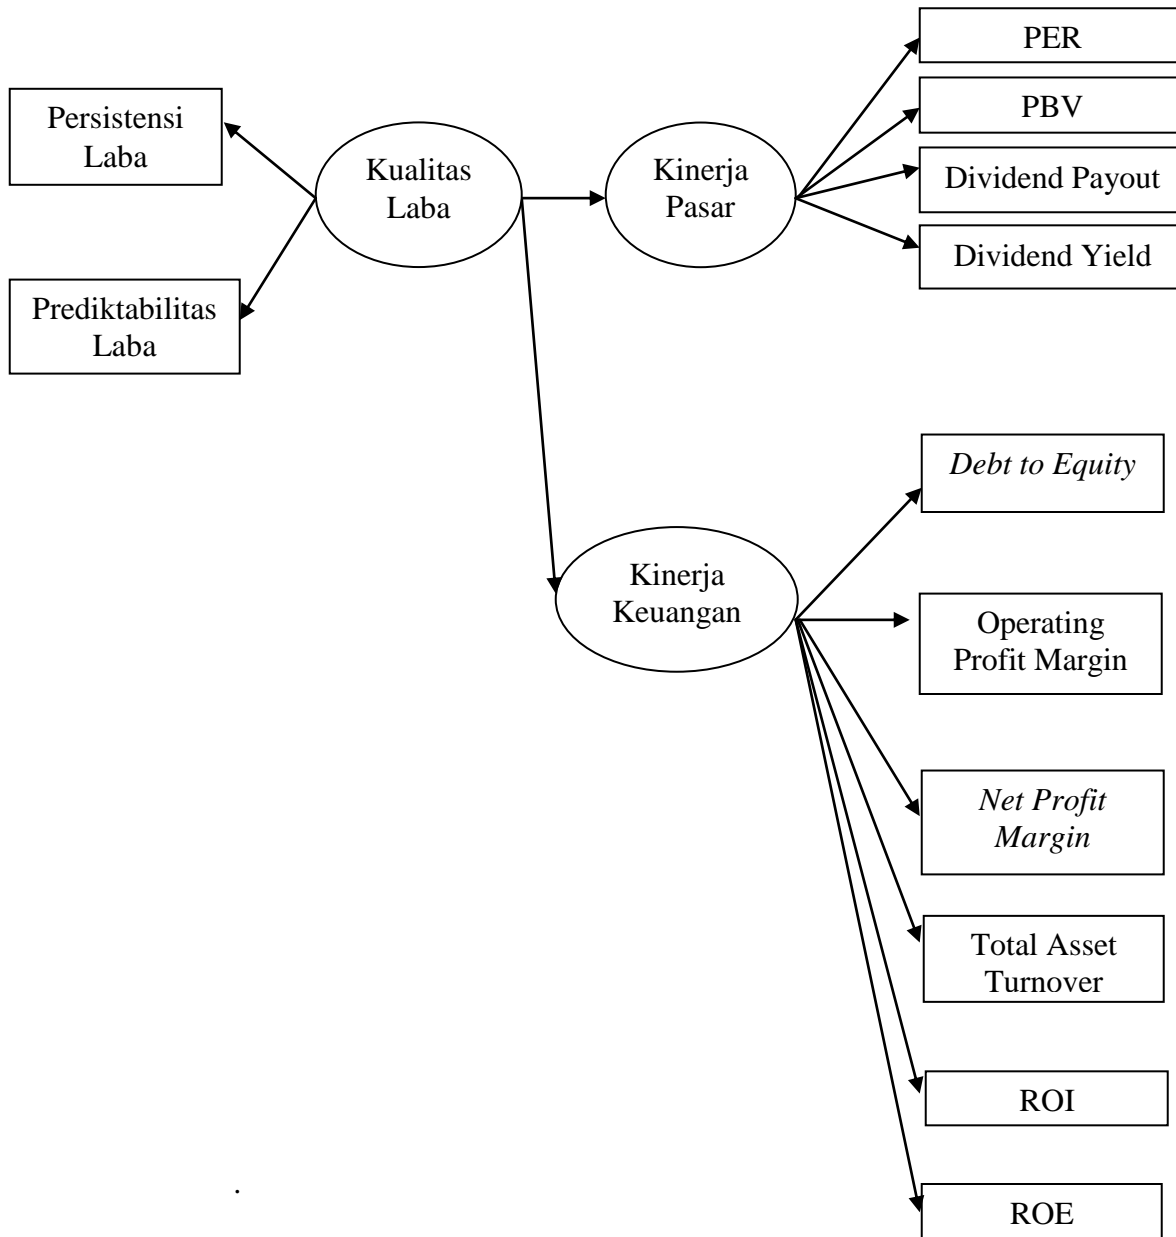 PER
PBV
Dividend Payout
Dividend Yield
Persistensi
Laba
Kualitas
Laba
Kinerja
Pasar
Prediktabilitas
Laba
Debt to Equity
Kinerja
Keuangan
Operating
Profit Margin
Net Profit
Margin
Total Asset
Turnover
ROI
ROE
.